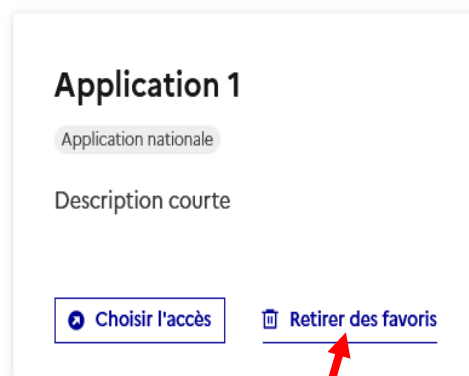 Application 1
Application nationale
Description courte
Choisir l'accès Retirer des favoris